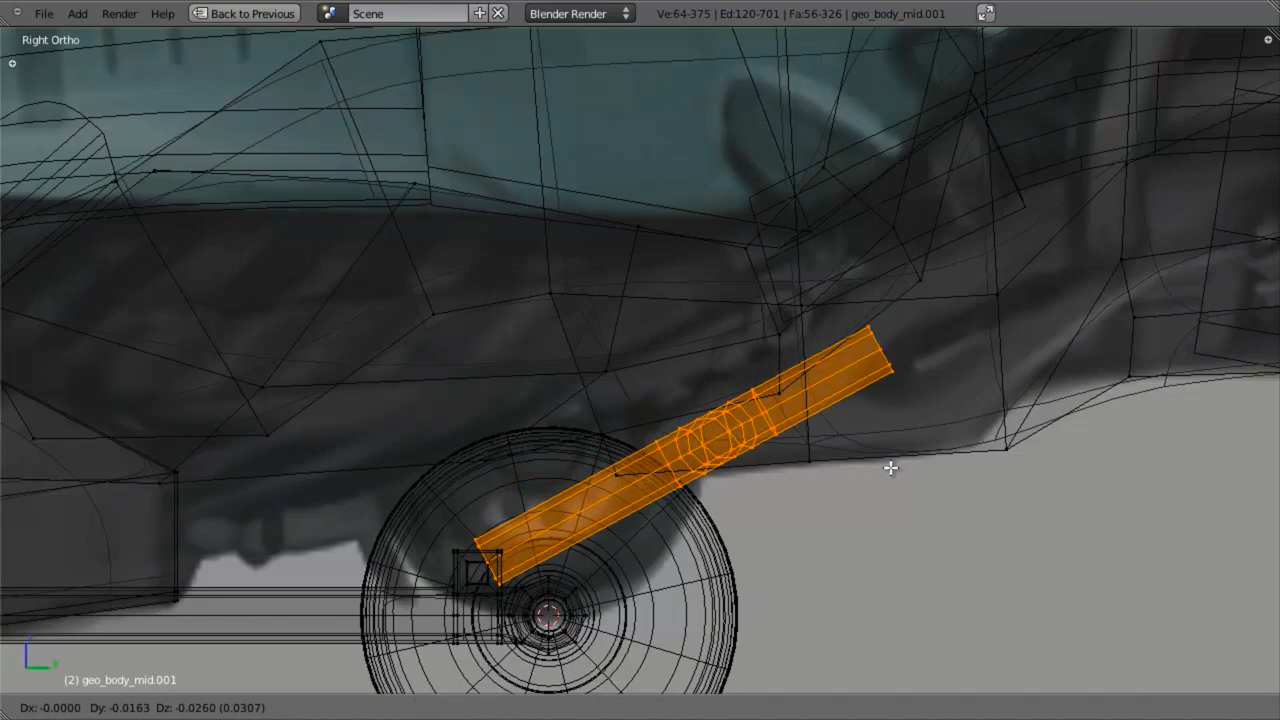 File Add Render Help Back to Previous Scene Blender Render Ve:64-375 | Ed:120-701 | Fa:56-326 | geo_body_mid.001
Right Ortho
(2) geo_body_mid.001
Dx: -0.0000 Dy: -0.0163 Dz: -0.0260 (0.0307)